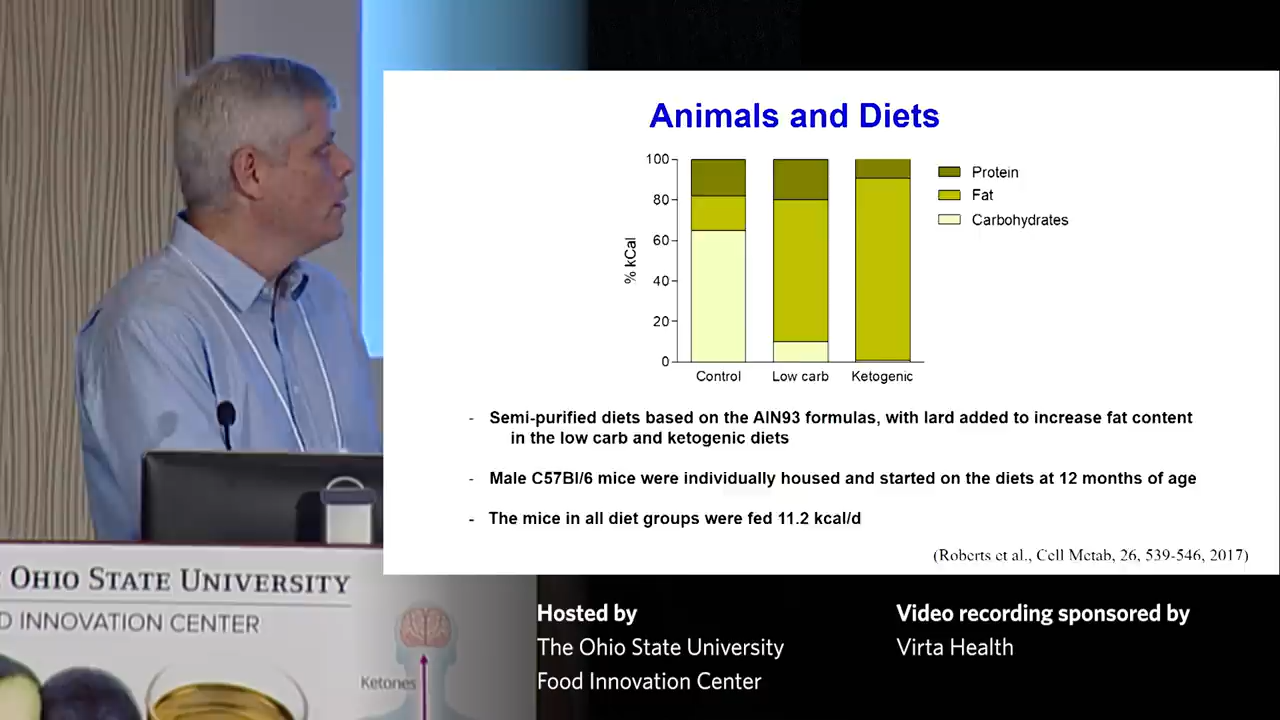 Animals and Diets
100
80
60
40
20
0
% kCal
Control
Low carb
Ketogenic
Protein
Fat
Carbohydrates
- Semi-purified diets based on the AIN93 formulas, with lard added to increase fat content
in the low carb and ketogenic diets
- Male C57Bl/6 mice were individually housed and started on the diets at 12 months of age
- The mice in all diet groups were fed 11.2 kcal/d
(Roberts et al., Cell Metab, 26, 539-546, 2017)
OHIO STATE UNIVERSITY
INNOVATION CENTER
Ketones
Hosted by
The Ohio State University
Food Innovation Center
Video recording sponsored by
Virta Health